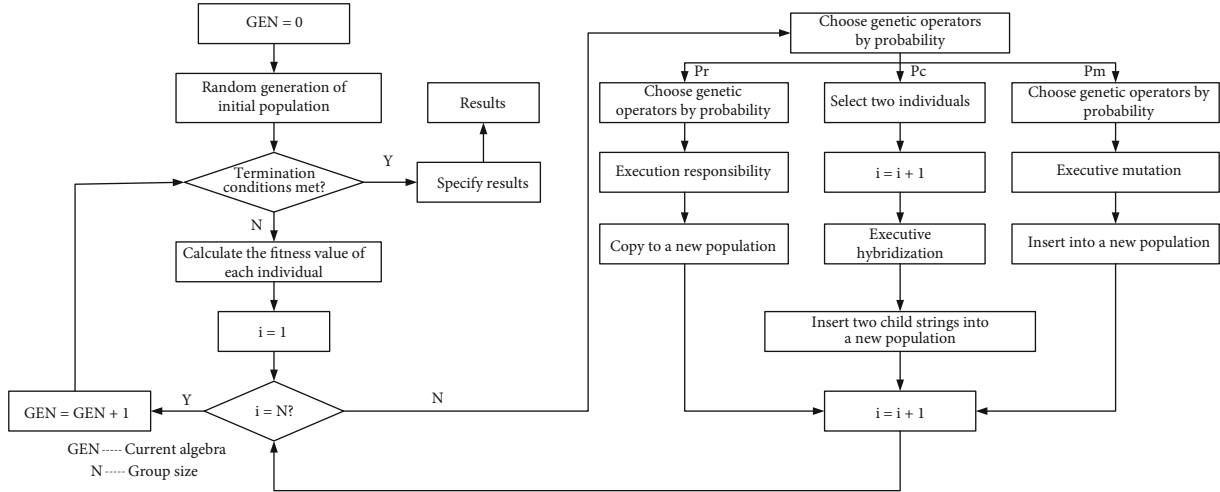 GEN = 0
Random generation of
initial population
Results
Termination
conditions met?
Y
Specify results
N
Calculate the fitness value of
each individual
i = 1
i = N?
Y
N
GEN = GEN + 1
GEN ----- Current algebra
N ----- Group size
Choose genetic operators
by probability
Pr
Pc
Pm
Choose genetic
operators by probability
Execution responsibility
Copy to a new population
Select two individuals
i = i + 1
Executive
hybridization
Insert two child strings into
a new population
Choose genetic operators by
probability
Executive mutation
Insert into a new population
i = i + 1